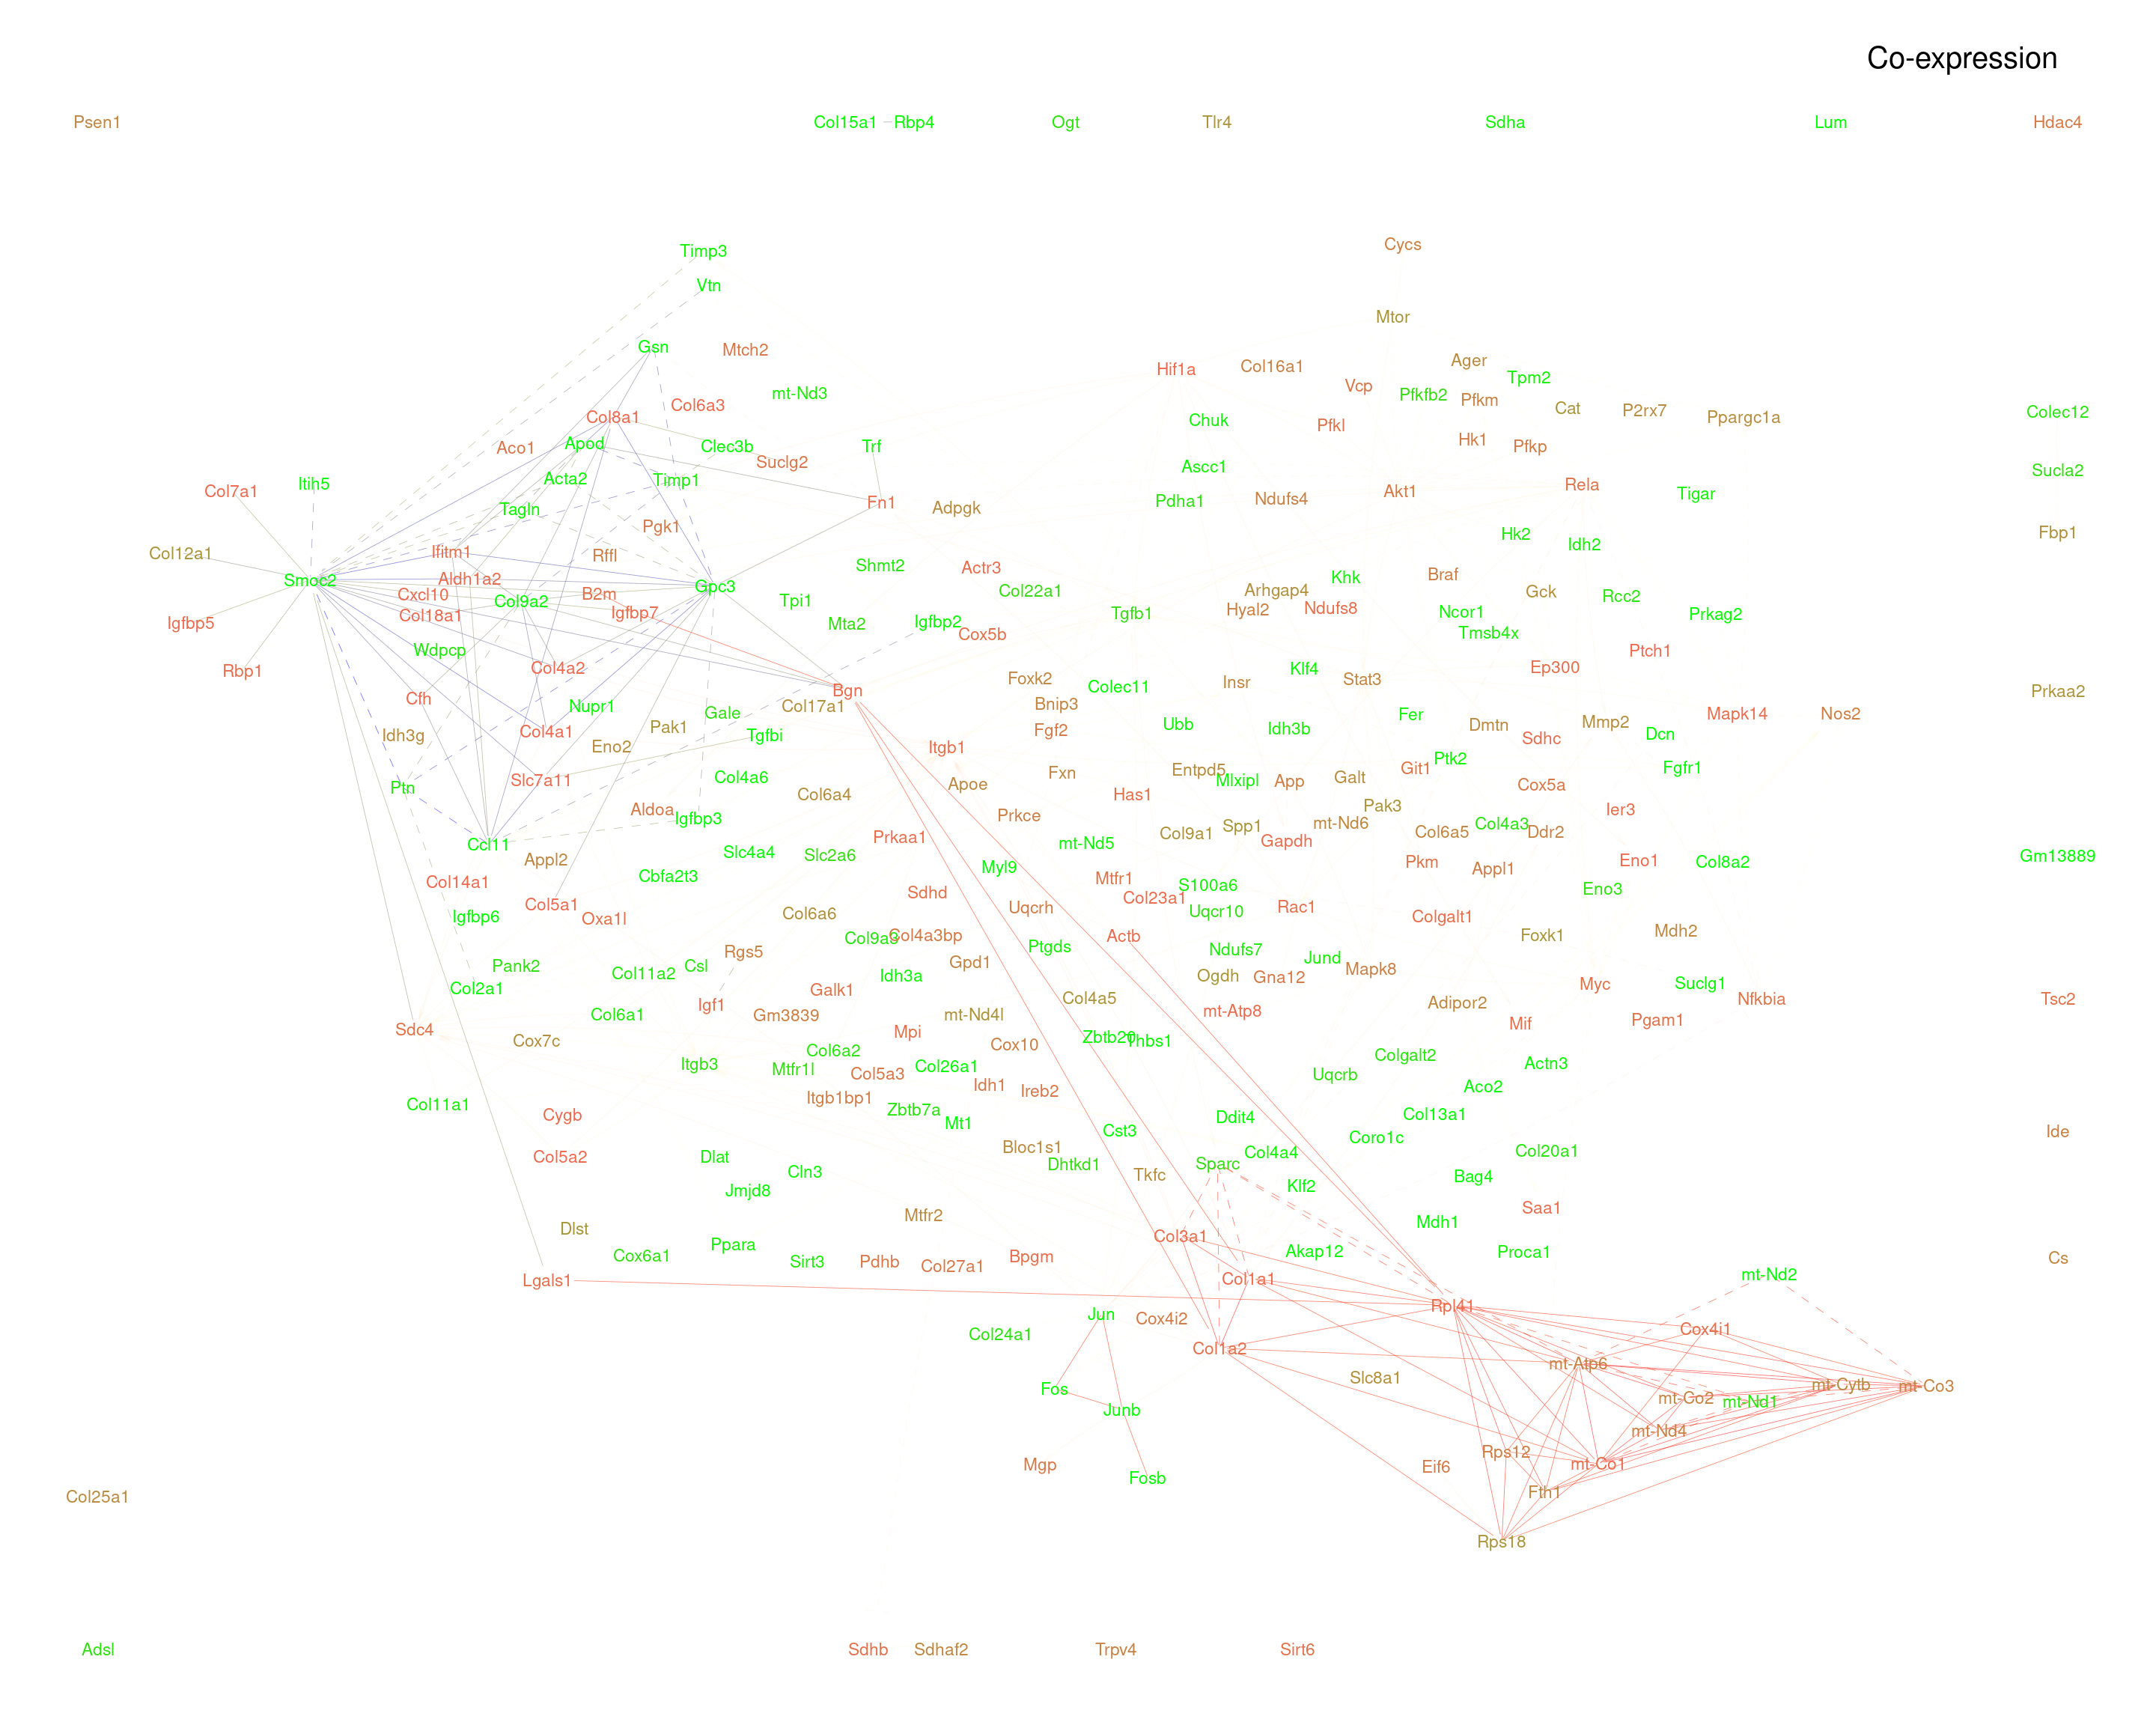 Co-expression
Psen1
Col15a1
Rbp4
Ogt
Tlr4
Sdha
Lum
Hdac4
Cycs
Timp3
Vtn
Mtor
Gsn
Mtch2
Ager
Hif1a
Col16a1
Tpm2
Vcp
mt-Nd3
Pfkfb2
Pfkm
Col6a3
Cat
P2rx7
Colec12
Col8a1
Ppargc1a
Chuk
Pfkl
Apod
Hk1
Aco1
Clec3b
Trf
Pfkp
Suclg2
Ascc1
Sucla2
Acta2
Timp1
Itih5
Rela
Col7a1
Akt1
Tigar
Ndufs4
Fn1
Pdha1
Adpgk
Tagln
Pgk1
Fbp1
Hk2
Idh2
Ifitm1
Col12a1
Rffl
Shmt2
Actr3
Braf
Khk
Smoc2
Aldh1a2
Gpc3
Col22a1
Arhgap4
Gck
Cxcl10
B2m
Rcc2
Col9a2
Tpi1
Hyal2
Ndufs8
Ncor1
Igfbp7
Tgfb1
Prkag2
Col18a1
Igfbp5
Mta2
Igfbp2
Tmsb4x
Cox5b
Wdpcp
Ptch1
Col4a2
Ep300
Klf4
Rbp1
Foxk2
Stat3
Insr
Colec11
Bgn
Prkaa2
Cfh
Bnip3
Nupr1
Col17a1
Gale
Fer
Mapk14
Nos2
Pak1
Ubb
Mmp2
Dmtn
Idh3b
Fgf2
Col4a1
Idh3g
Tgfbi
Dcn
Sdhc
Eno2
Itgb1
Ptk2
Git1
Fgfr1
Entpd5
Fxn
Col4a6
Galt
Slc7a11
Mlxipl
App
Apoe
Cox5a
Ptn
Col6a4
Has1
Pak3
Aldoa
Ier3
Prkce
Igfbp3
mt-Nd6
Col4a3
Spp1
Col9a1
Col6a5
Ddr2
Prkaa1
Gapdh
mt-Nd5
Ccl11
Slc4a4
Slc2a6
Gm13889
Appl2
Eno1
Pkm
Col8a2
Myl9
Appl1
Cbfa2t3
Mtfr1
Col14a1
S100a6
Eno3
Sdhd
Col23a1
Col5a1
Rac1
Uqcrh
Uqcr10
Col6a6
Igfbp6
Colgalt1
Oxa1l
Mdh2
Actb
Foxk1
Col4a3bp
Ptgds
Ndufs7
Rgs5
Jund
Gpd1
Pank2
Csl
Mapk8
Col11a2
Idh3a
Ogdh
Gna12
Suclg1
Myc
Col2a1
Galk1
Col4a5
Nfkbia
Tsc2
Adipor2
Igf1
mt-Atp8
Col6a1
Gm3839
mt-Nd4l
Pgam1
Mif
Sdc4
Mpi
Zbtb20
Thbs1
Cox7c
Cox10
Col6a2
Colgalt2
Itgb3
Col26a1
Actn3
Mtfr1l
Col5a3
Uqcrb
Idh1
Aco2
Ireb2
Itgb1bp1
Col11a1
Zbtb7a
Cygb
Col13a1
Ddit4
Mt1
Cst3
Ide
Coro1c
Bloc1s1
Col4a4
Col20a1
Col5a2
Dlat
Sparc
Dhtkd1
Cln3
Tkfc
Bag4
Jmjd8
Klf2
Saa1
Mtfr2
Mdh1
Dlst
Col3a1
Ppara
Akap12
Proca1
Cox6a1
Bpgm
Cs
Sirt3
Pdhb
Col27a1
mt-Nd2
Col1a1
Lgals1
Rpl41
Jun
Cox4i2
Cox4i1
Col24a1
Col1a2
mt-Atp6
Slc8a1
mt-Cytb
mt-Co3
Fos
mt-Co2
mt-Nd1
Junb
mt-Nd4
Rps12
mt-Co1
Mgp
Eif6
Fosb
Fth1
Col25a1
Rps18
Adsl
Sdhb
Sdhaf2
Trpv4
Sirt6